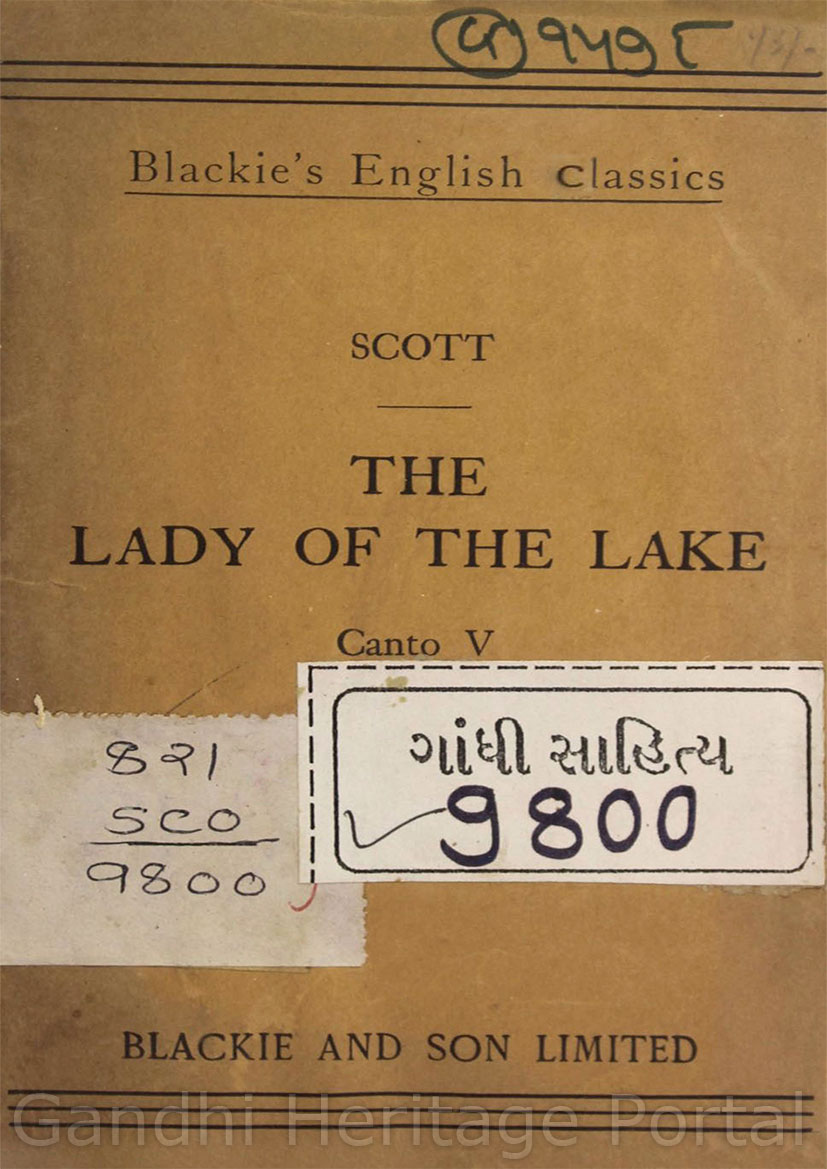 Blackie's English Classics
SCOTT
THE
LADY OF THE LAKE
Canto V
ગાંધી સાહિત્ય
9800
821
SCO
9800
BLACKIE AND SON LIMITED
Gandhi Heritage Portal